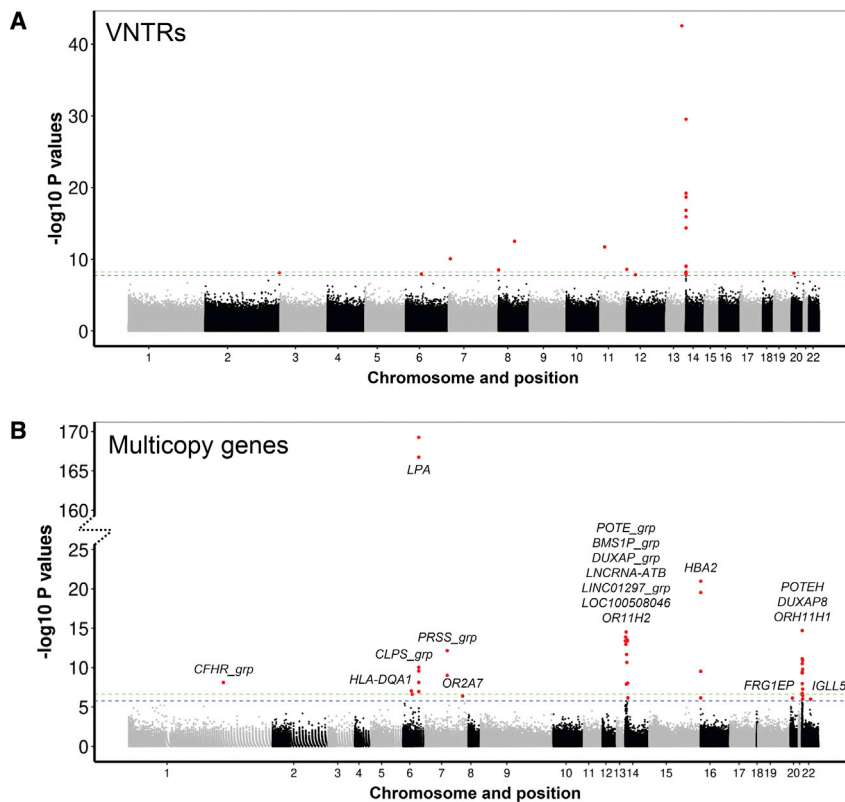 A
VNTRs
40
30
20
10
0
-log10 P values
1 2 3 4 5 6 7 8 9 10 11 12 13 14 15 16 17 18 19 20 22
Chromosome and position
B
Multicopy genes
170
165
160
25
20
15
10
5
0
-log10 P values
LPA
POTE_grp
BMS1P_grp
DUXAP_grp
LNCRNA-ATB
LINC01297_grp
LOC100508046
OR11H2
HBA2
POTEH
DUXAP8
ORH11H1
PRSS_grp
CLPS_grp
CFHR_grp
HLA-DQA1
OR2A7
FRG1EP
IGLL5
1 2 3 4 5 6 7 8 9 10 11 12 13 14 15 16 17 18 19 20 22
Chromosome and position